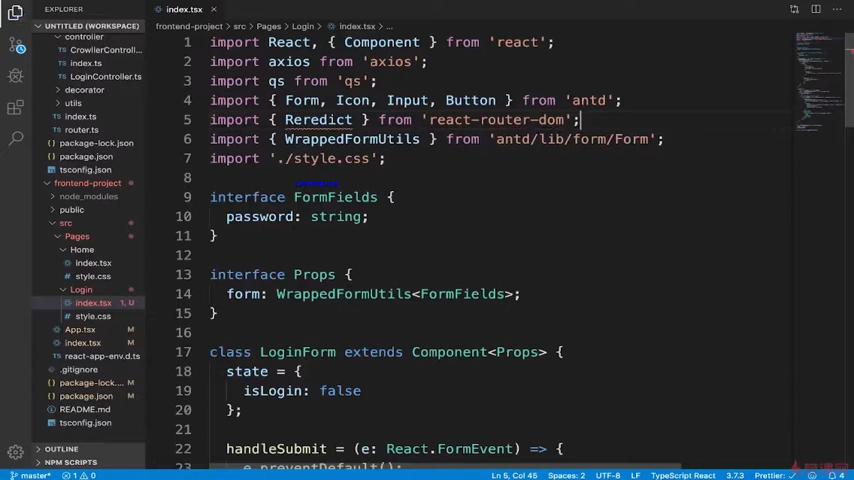 EXPLORER
index.tsx ×
UNTITLED (WORKSPACE)
frontend-project › src › Pages › Login › index.tsx › ...
controller
CrowllerController...
index.ts
LoginController.ts
decorator
utils
index.ts
router.ts
package-lock.json
package.json
tsconfig.json
frontend-project
node_modules
public
src
Pages
Home
index.tsx
style.css
Login
index.tsx 1, U
style.css
App.tsx M
index.tsx M
react-app-env.d.ts
.gitignore
package-lock.... M
package.json M
README.md
tsconfig.json
OUTLINE
NPM SCRIPTS
1 import React, { Component } from 'react';
2 import axios from 'axios';
3 import qs from 'qs';
4 import { Form, Icon, Input, Button } from 'antd';
5 import { Reredict } from 'react-router-dom';
6 import { WrappedFormUtils } from 'antd/lib/form/Form';
7 import './style.css';
8
9 interface FormFields {
10 password: string;
11 }
12
13 interface Props {
14 form: WrappedFormUtils<FormFields>;
15 }
16
17 class LoginForm extends Component<Props> {
18 state = {
19 isLogin: false
20 };
21
22 handleSubmit = (e: React.FormEvent) => {
23 e.preventDefault();
master* 1 0 Ln 5, Col 45 Spaces: 2 UTF-8 LF TypeScript React 3.7.3 Prettier: ✓ 4